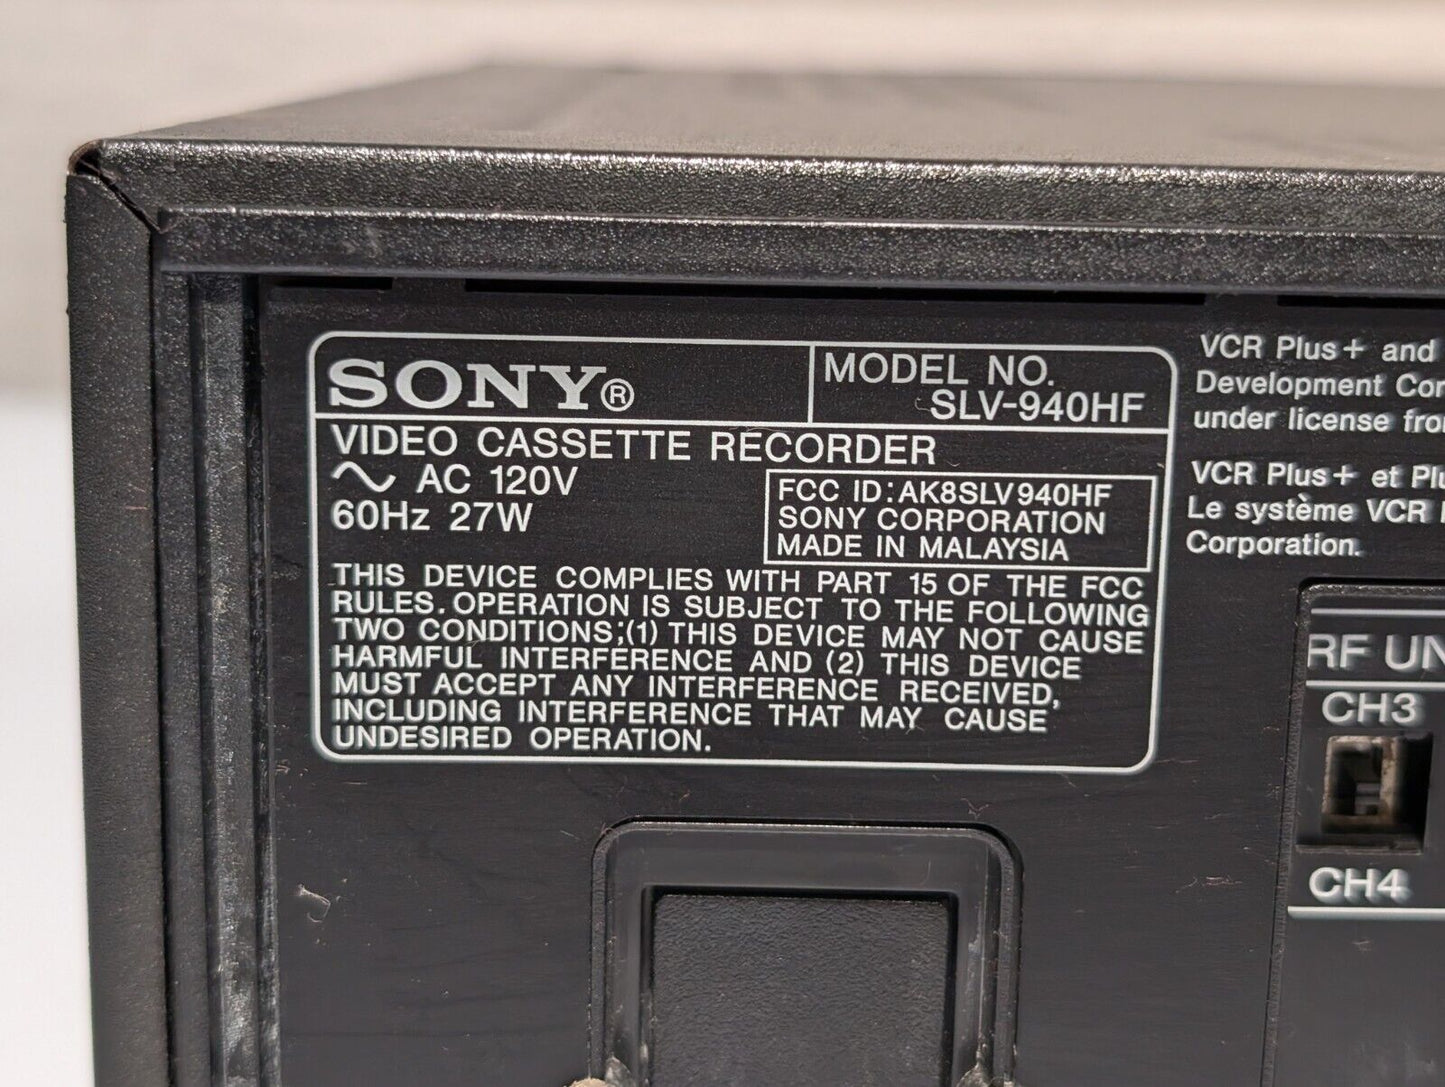 SONY®
MODEL NO.
SLV-940HF
VIDEO CASSETTE RECORDER
∿ AC 120V
60Hz 27W
FCC ID: AK8SLV940HF
SONY CORPORATION
MADE IN MALAYSIA
THIS DEVICE COMPLIES WITH PART 15 OF THE FCC
RULES. OPERATION IS SUBJECT TO THE FOLLOWING
TWO CONDITIONS;(1) THIS DEVICE MAY NOT CAUSE
HARMFUL INTERFERENCE AND (2) THIS DEVICE
MUST ACCEPT ANY INTERFERENCE RECEIVED,
INCLUDING INTERFERENCE THAT MAY CAUSE
UNDESIRED OPERATION.
VCR Plus+ and
Development
under license
VCR Plus+ et
Le système VCR
Corporation.
RF
CH3
CH4